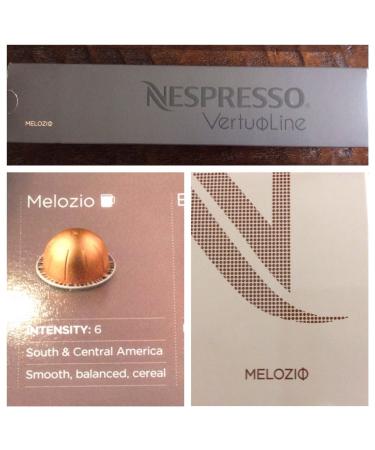 NESPRESSO®
VertuoLine
MELOZIO
Melozio
INTENSITY: 6
South & Central America
Smooth, balanced, cereal
MELOZIO